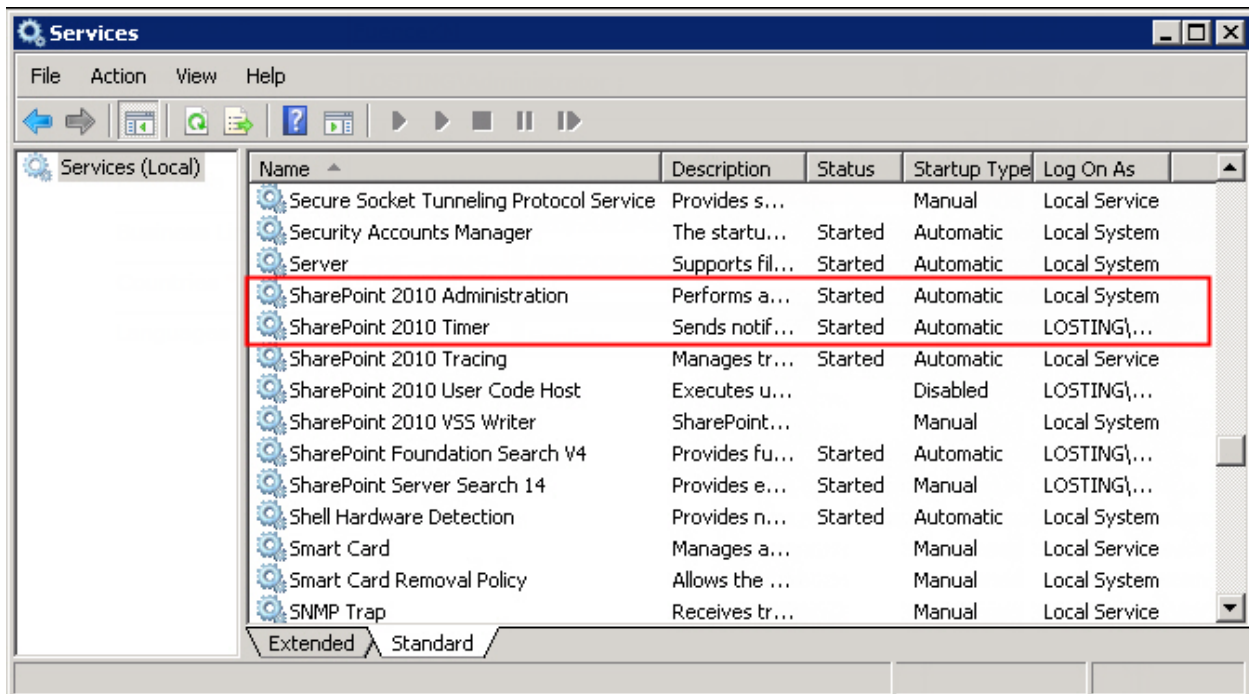 Services
File Action View Help
Services (Local)
Name Description Status Startup Type Log On As
Secure Socket Tunneling Protocol Service Provides s... Manual Local Service
Security Accounts Manager The startu... Started Automatic Local System
Server Supports fil... Started Automatic Local System
SharePoint 2010 Administration Performs a... Started Automatic Local System
SharePoint 2010 Timer Sends notif... Started Automatic LOSTING\...
SharePoint 2010 Tracing Manages tr... Started Automatic Local Service
SharePoint 2010 User Code Host Executes u... Disabled LOSTING\...
SharePoint 2010 VSS Writer SharePoint... Manual Local System
SharePoint Foundation Search V4 Provides fu... Started Automatic LOSTING\...
SharePoint Server Search 14 Provides e... Started Manual LOSTING\...
Shell Hardware Detection Provides n... Started Automatic Local System
Smart Card Manages a... Manual Local Service
Smart Card Removal Policy Allows the ... Manual Local System
SNMP Trap Receives tr... Manual Local Service
Extended Standard